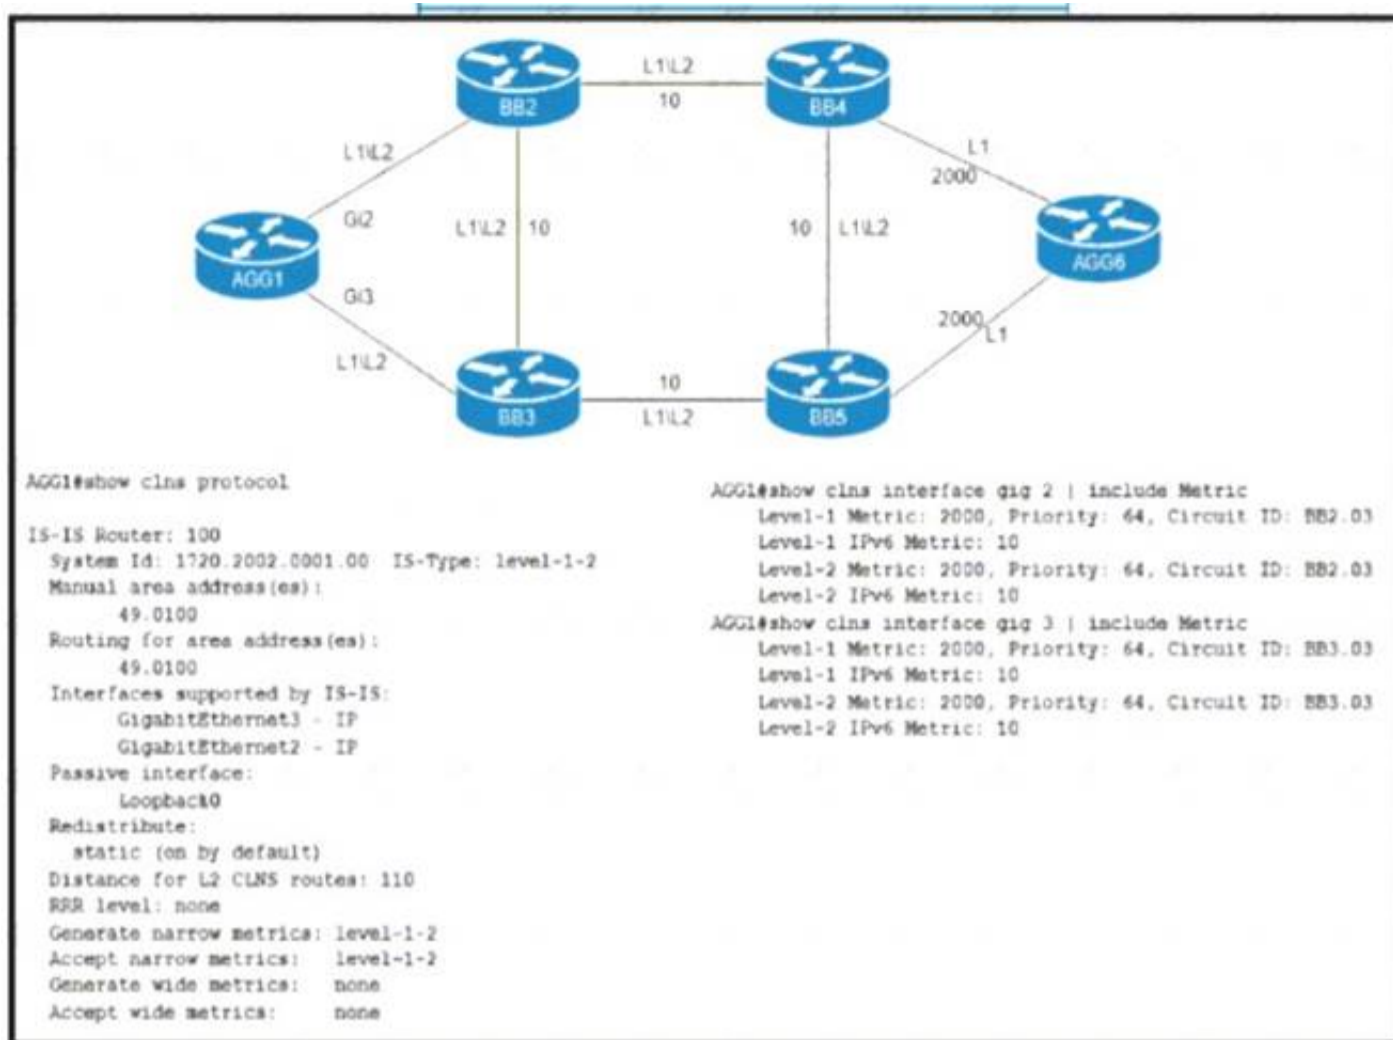 BB2
L1\L2
10
BB4
L1\L2
L1
2000
Gi2
L1\L2
10
10
L1\L2
AGG1
AGG6
Gi3
2000
L1
L1\L2
10
BB3
L1\L2
BB5
AGG1#show clns protocol
IS-IS Router: 100
System Id: 1720.2002.0001.00 IS-Type: level-1-2
Manual area address(es):
49.0100
Routing for area address(es):
49.0100
Interfaces supported by IS-IS:
GigabitEthernet3 - IP
GigabitEthernet2 - IP
Passive interface:
Loopback0
Redistribute:
static (on by default)
Distance for L2 CLNS routes: 110
RRR level: none
Generate narrow metrics: level-1-2
Accept narrow metrics: level-1-2
Generate wide metrics: none
Accept wide metrics: none
AGG1#show clns interface gig 2 | include Metric
Level-1 Metric: 2000, Priority: 64, Circuit ID: BB2.03
Level-1 IPv6 Metric: 10
Level-2 Metric: 2000, Priority: 64, Circuit ID: BB2.03
Level-2 IPv6 Metric: 10
AGG1#show clns interface gig 3 | include Metric
Level-1 Metric: 2000, Priority: 64, Circuit ID: BB3.03
Level-1 IPv6 Metric: 10
Level-2 Metric: 2000, Priority: 64, Circuit ID: BB3.03
Level-2 IPv6 Metric: 10